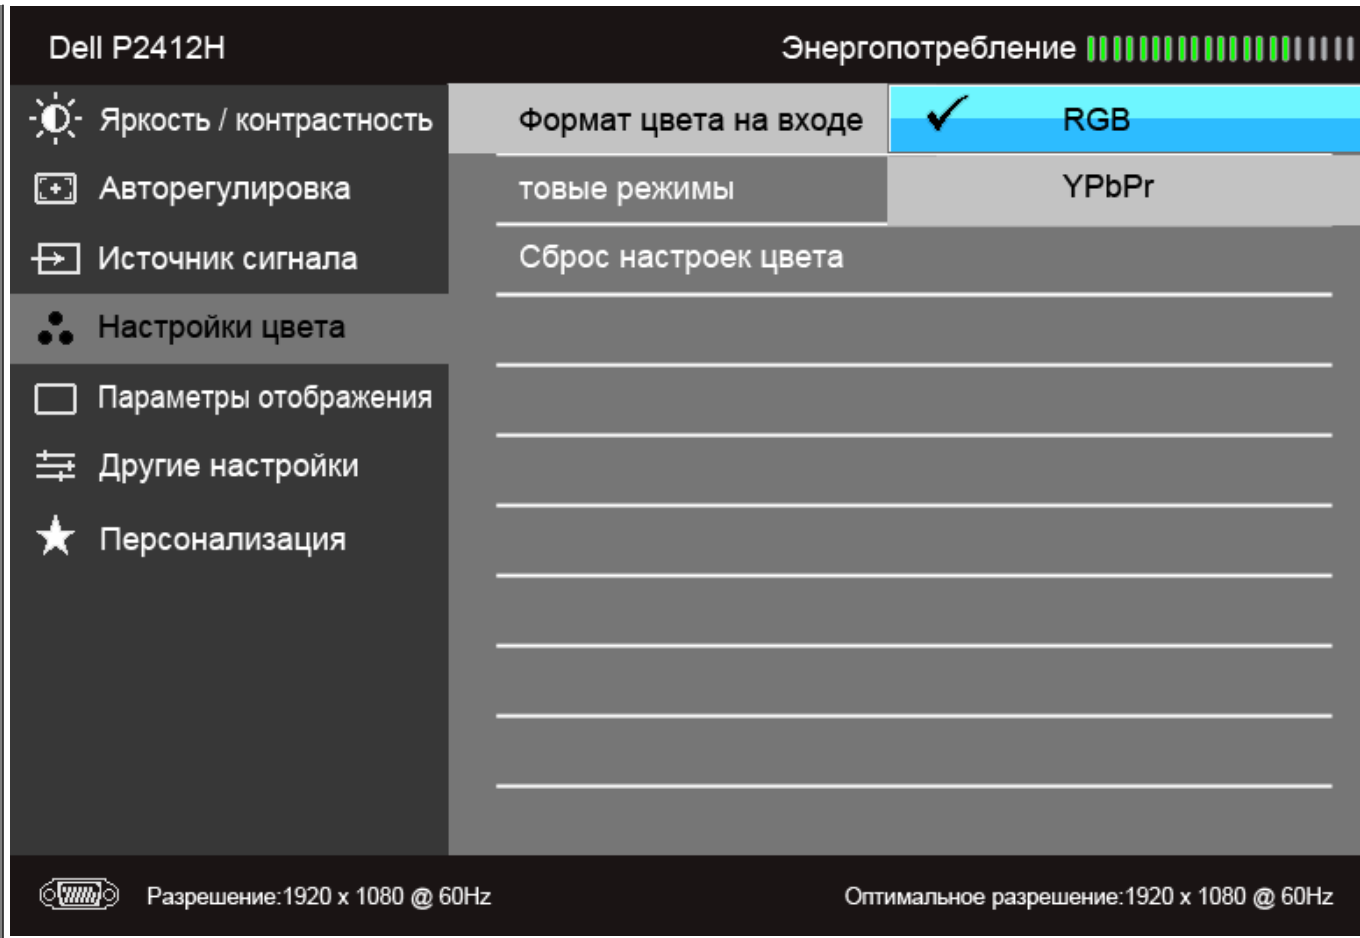 Dell P2412H Энергопотребление
Яркость / контрастность Формат цвета на входе RGB
Авторегулировка товые режимы YPbPr
Источник сигнала Сброс настроек цвета
Настройки цвета
Параметры отображения
Другие настройки
Персонализация
Разрешение:1920 x 1080 @ 60Hz Оптимальное разрешение:1920 x 1080 @ 60Hz